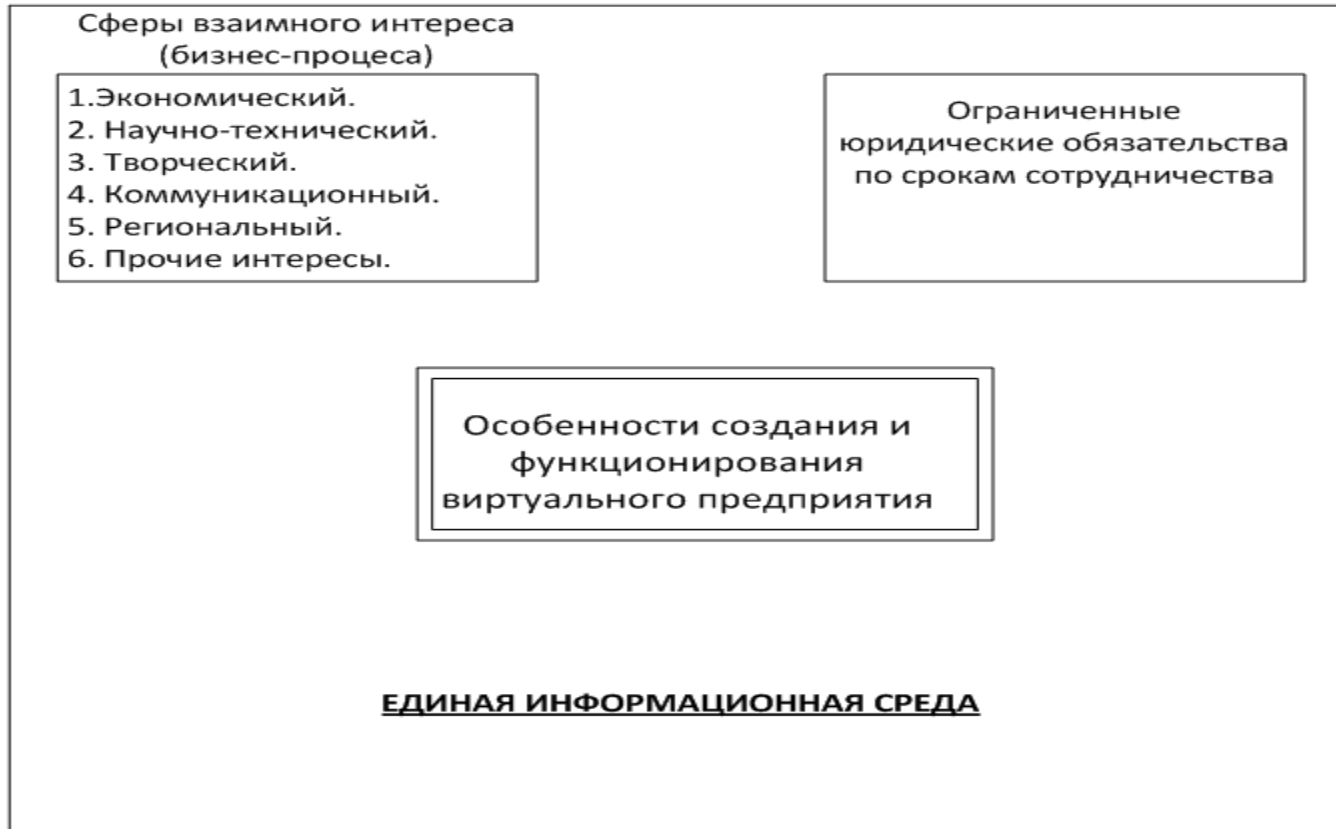 Сферы взаимного интереса
(бизнес-процеса)
1.Экономический.
2. Научно-технический.
3. Творческий.
4. Коммуникационный.
5. Региональный.
6. Прочие интересы.
Ограниченные
юридические обязательства
по срокам сотрудничества
Особенности создания и
функционирования
виртуального предприятия
ЕДИНАЯ ИНФОРМАЦИОННАЯ СРЕДА